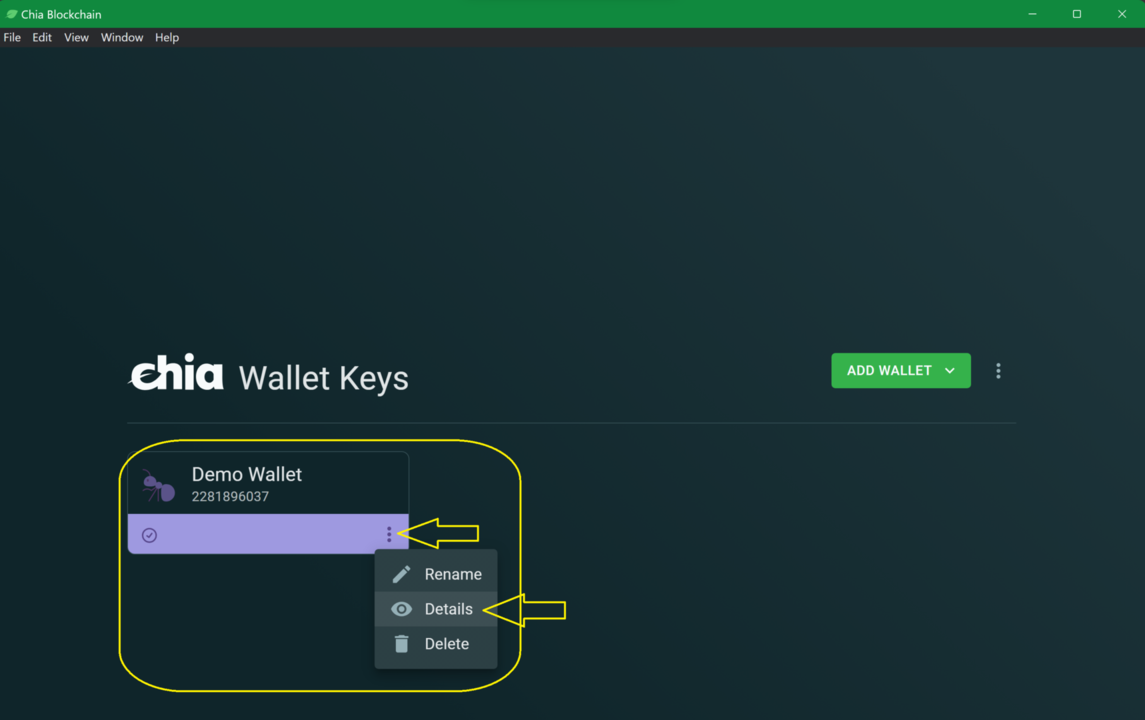 Chia Blockchain
File Edit View Window Help
chia Wallet Keys
ADD WALLET
Demo Wallet
2281896037
Rename
Details
Delete